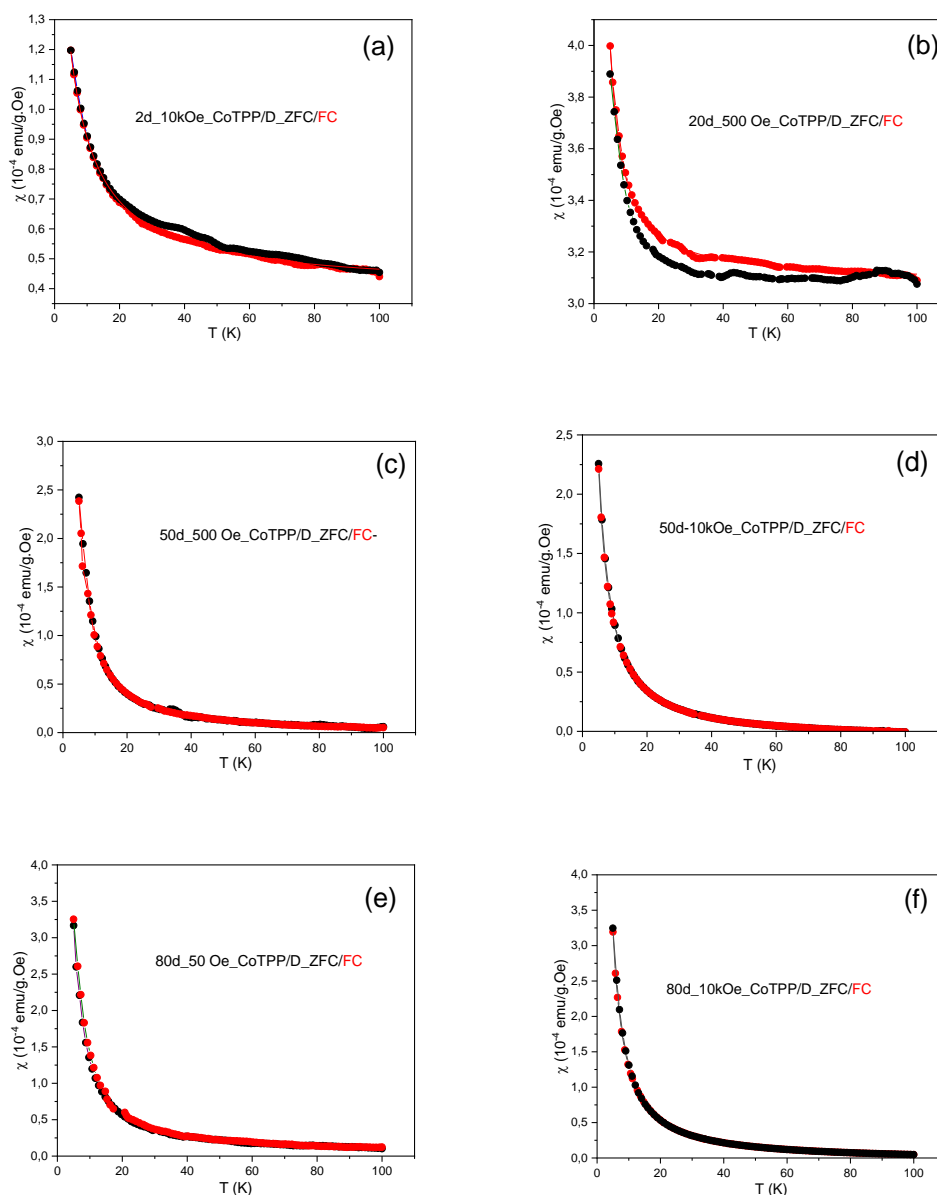 (a)
2d_10kOe_CoTPP/D_ZFC/FC
χ (10⁻⁴ emu/g.Oe)
1,3
1,2
1,1
1,0
0,9
0,8
0,7
0,6
0,5
0,4
0 20 40 60 80 100
T (K)
(b)
20d_500 Oe_CoTPP/D_ZFC/FC
χ (10⁻⁴ emu/g.Oe)
4,0
3,8
3,6
3,4
3,2
3,0
0 20 40 60 80 100
T (K)
(c)
50d_500 Oe_CoTPP/D_ZFC/FC-
χ (10⁻⁴ emu/g.Oe)
3,0
2,5
2,0
1,5
1,0
0,5
0,0
0 20 40 60 80 100
T (K)
(d)
50d-10kOe_CoTPP/D_ZFC/FC
χ (10⁻⁴ emu/g.Oe)
2,5
2,0
1,5
1,0
0,5
0,0
0 20 40 60 80 100
T (K)
(e)
80d_50 Oe_CoTPP/D_ZFC/FC
χ (10⁻⁴ emu/g.Oe)
4,0
3,5
3,0
2,5
2,0
1,5
1,0
0,5
0,0
0 20 40 60 80 100
T (K)
(f)
80d_10kOe_CoTPP/D_ZFC/FC
χ (10⁻⁴ emu/g.Oe)
4,0
3,5
3,0
2,5
2,0
1,5
1,0
0,5
0,0
0 20 40 60 80 100
T (K)